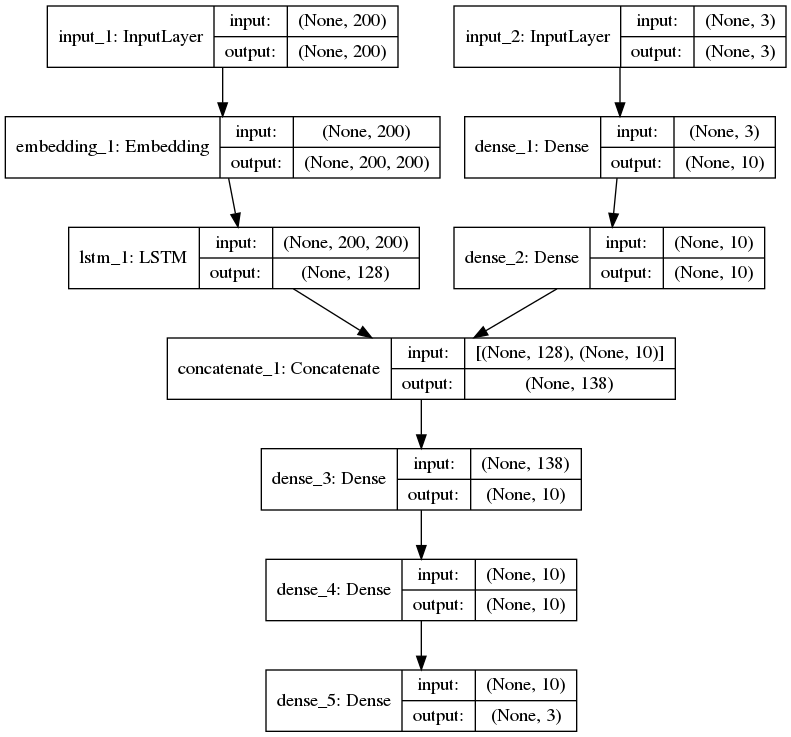 input_1: InputLayer
input: (None, 200)
output: (None, 200)
input_2: InputLayer
input: (None, 3)
output: (None, 3)
embedding_1: Embedding
input: (None, 200)
output: (None, 200, 200)
dense_1: Dense
input: (None, 3)
output: (None, 10)
lstm_1: LSTM
input: (None, 200, 200)
output: (None, 128)
dense_2: Dense
input: (None, 10)
output: (None, 10)
concatenate_1: Concatenate
input: [(None, 128), (None, 10)]
output: (None, 138)
dense_3: Dense
input: (None, 138)
output: (None, 10)
dense_4: Dense
input: (None, 10)
output: (None, 10)
dense_5: Dense
input: (None, 10)
output: (None, 3)